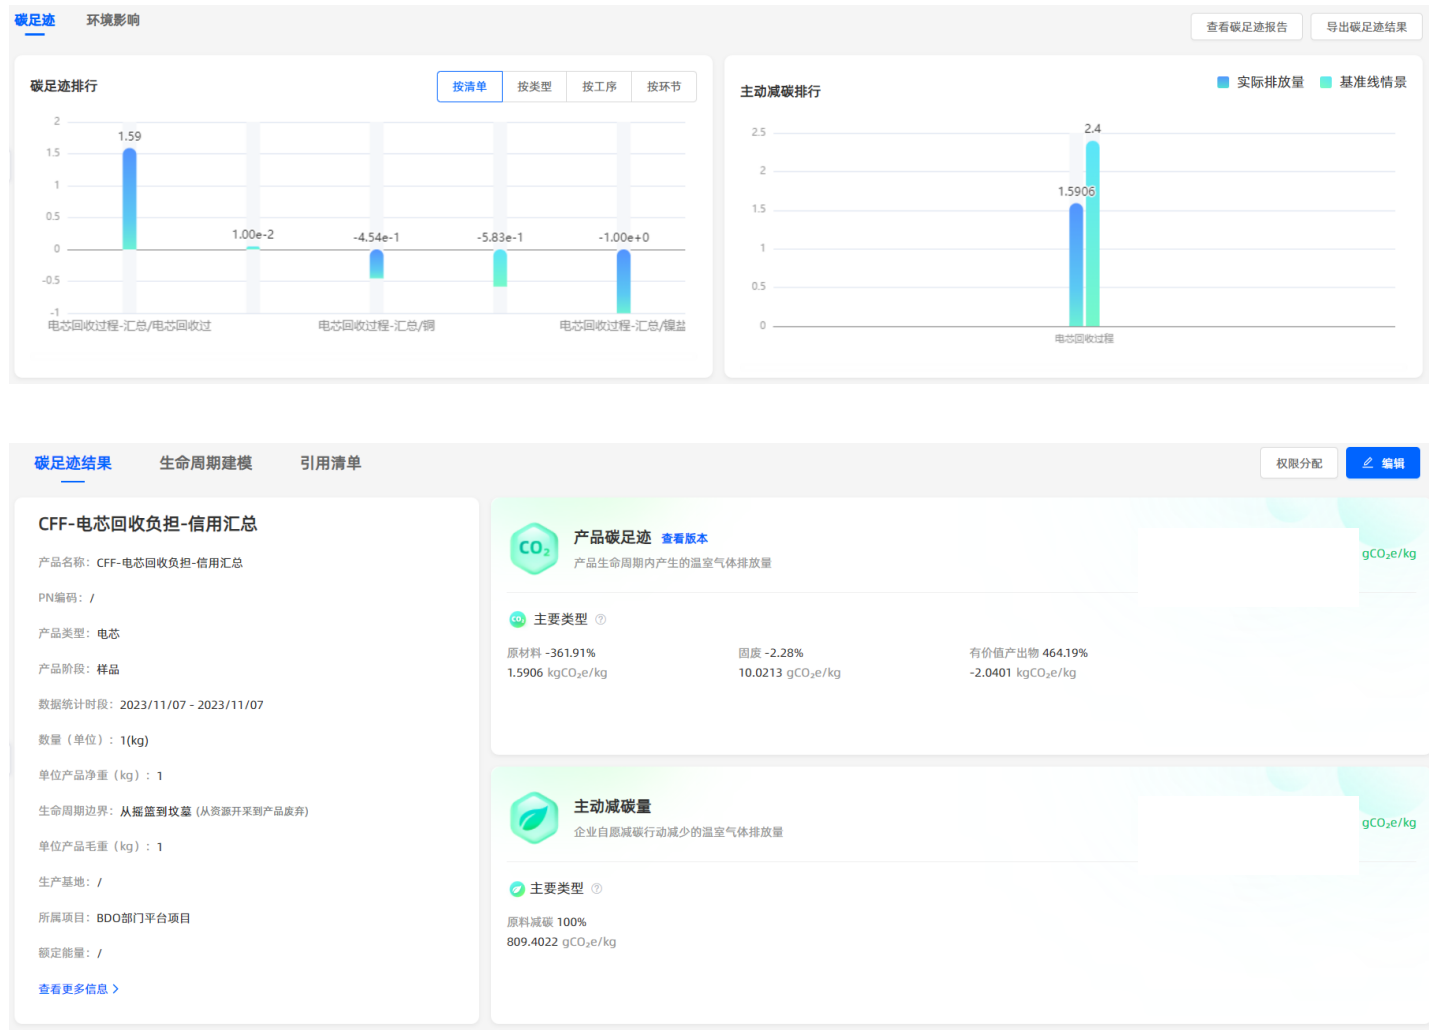 碳足迹 环境影响 查看碳足迹报告 导出碳足迹结果
碳足迹排行 按清单 按类型 按工序 按环节
2
1.5
1
0.5
0
-0.5
-1
1.59
1.00e-2
-4.54e-1
-5.83e-1
-1.00e+0
电芯回收过程-汇总/电芯回收过 电芯回收过程-汇总/铜 电芯回收过程-汇总/镍盐
主动减碳排行 实际排放量 基准线情景
2.5
2
1.5
1
0.5
0
1.5906
2.4
电芯回收过程
碳足迹结果 生命周期建模 引用清单 权限分配 编辑
CFF-电芯回收负担-信用汇总
产品名称：CFF-电芯回收负担-信用汇总
PN编码：/
产品类型：电芯
产品阶段：样品
数据统计时段：2023/11/07 - 2023/11/07
数量（单位）：1(kg)
单位产品净重（kg）：1
生命周期边界：从摇篮到坟墓 (从资源开采到产品废弃)
单位产品毛重（kg）：1
生产基地：/
所属项目：BDO部门平台项目
额定能量：/
查看更多信息 >
CO₂ 产品碳足迹 查看版本
产品生命周期内产生的温室气体排放量
gCO₂e/kg
CO₂ 主要类型 ?
原材料 -361.91% 固废 -2.28% 有价值产出物 464.19%
1.5906 kgCO₂e/kg 10.0213 gCO₂e/kg -2.0401 kgCO₂e/kg
主动减碳量
企业自愿减碳行动减少的温室气体排放量
gCO₂e/kg
主要类型 ?
原料减碳 100%
809.4022 gCO₂e/kg